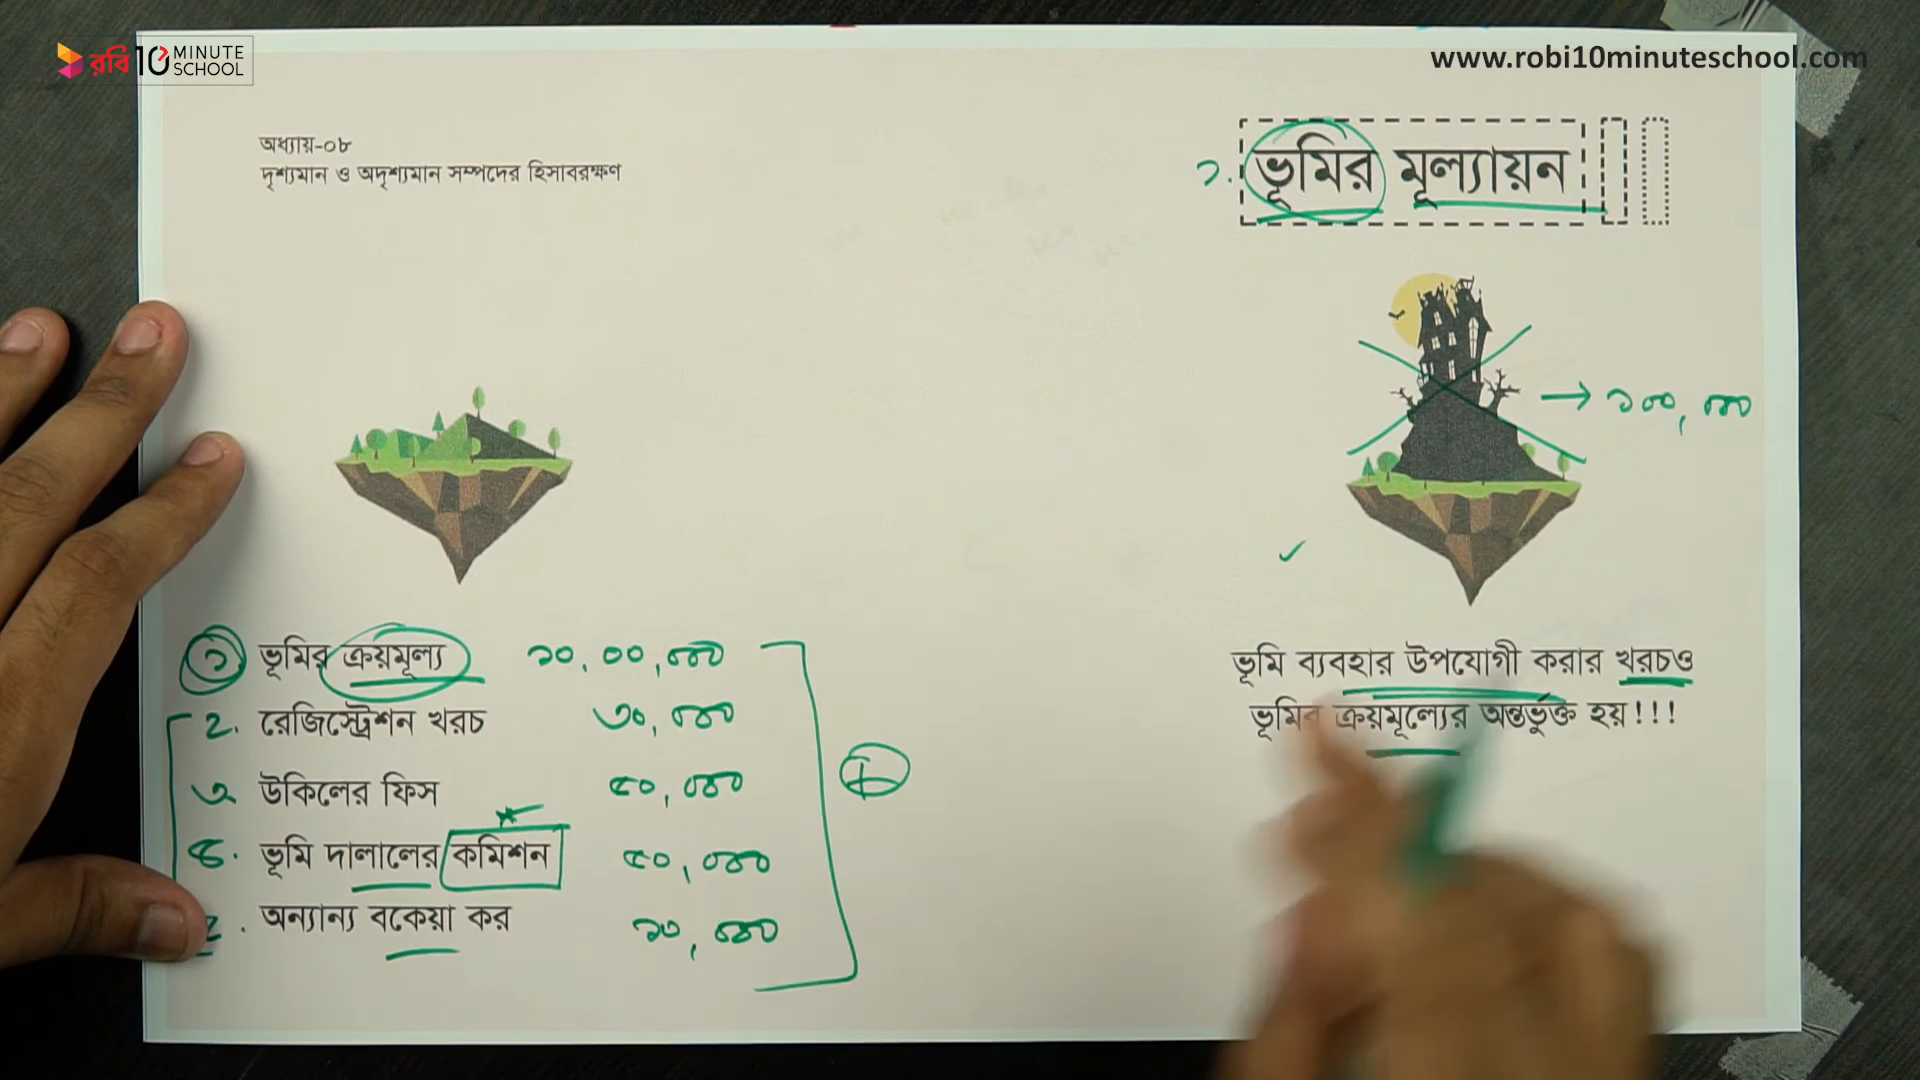 রবি 10 MINUTE SCHOOL
www.robi10minuteschool.com
অধ্যায়-০৮
দৃশ্যমান ও অদৃশ্যমান সম্পদের হিসাবরক্ষণ
১. ভূমির মূল্যায়ন
→ ১০০,০০০
১ ভূমির ক্রয়মূল্য ১০,০০,০০০
২. রেজিস্ট্রেশন খরচ ৩০,০০০
৩ উকিলের ফিস ৫০,০০০
৪. ভূমি দালালের কমিশন ৫০,০০০
অন্যান্য বকেয়া কর ১০,০০০
+
ভূমি ব্যবহার উপযোগী করার খরচও
ভূমির ক্রয়মূল্যের অন্তর্ভুক্ত হয়!!!